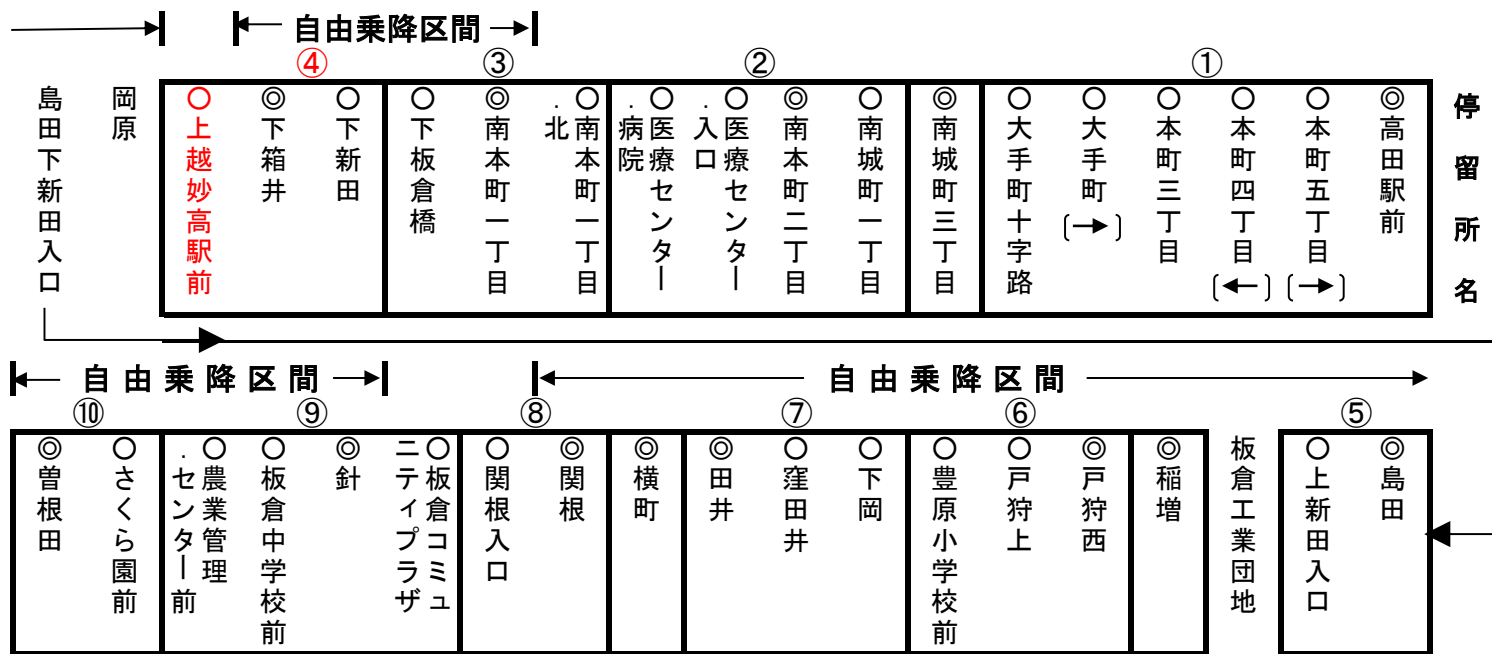 停留所名
①
◎高田駅前
○本町五丁目(→)
○本町四丁目(←)
○本町三丁目
○大手町(→)
○大手町十字路
◎南城町三丁目
②
○南城町一丁目
◎南本町二丁目
○医療センター
．入口
○医療センター
．病院
③
○南本町一丁目
．北
◎南本町一丁目
○下板倉橋
← 自由乗降区間 →
④
○下新田
◎下箱井
○上越妙高駅前
岡原
島田下新田入口
← 自由乗降区間 →
⑤
◎島田
○上新田入口
板倉工業団地
◎稲増
⑥
◎戸狩西
○戸狩上
○豊原小学校前
⑦
○下岡
○窪田井
◎田井
◎横町
⑧
◎関根
○関根入口
← 自由乗降区間 →
⑨
○板倉コミュ
ニティプラザ
◎針
○板倉中学校前
○農業管理
．センター前
⑩
○さくら園前
◎曽根田